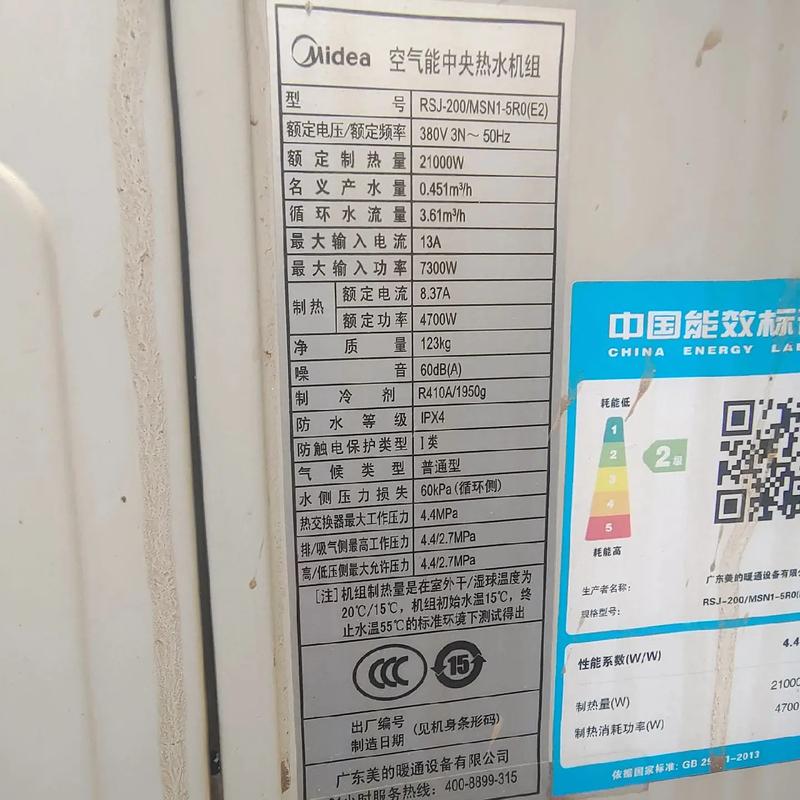 Midea 空气能中央热水机组
型号 RSJ-200/MSN1-5R0(E2)
额定电压/额定频率 380V 3N～ 50Hz
额定制热量 21000W
名义产水量 0.451m³/h
循环水流量 3.61m³/h
最大输入电流 13A
最大输入功率 7300W
制热 额定电流 8.37A
额定功率 4700W
净质量 123kg
噪音 60dB(A)
制冷剂 R410A/1950g
防水等级 IPX4
防触电保护类型 I类
气候类型 普通型
水侧压力损失 60kPa(循环侧)
热交换器最大工作压力 4.4MPa
排/吸气侧最高工作压力 4.4/2.7MPa
高/低压侧最大允许压力 4.4/2.7MPa
[注]机组制热量是在室外干/湿球温度为
20℃/15℃，机组初始水温15℃，终
止水温55℃的标准环境下测试得出
CCC 15
出厂编号
制造日期
(见机身条形码)
广东美的暖通设备有限公司
小时服务热线：400-8899-315
中国能效标
CHINA ENERGY LAB
耗能低
1
2
3
4
5
耗能高
2级
生产者名称：
广东美的暖通设备有限
规格型号：
RSJ-200/MSN1-5R0(
性能系数(W/W)
4.4
制热量(W)
21000
制热消耗功率(W)
4700
依据国家标准：GB 29 1-2013